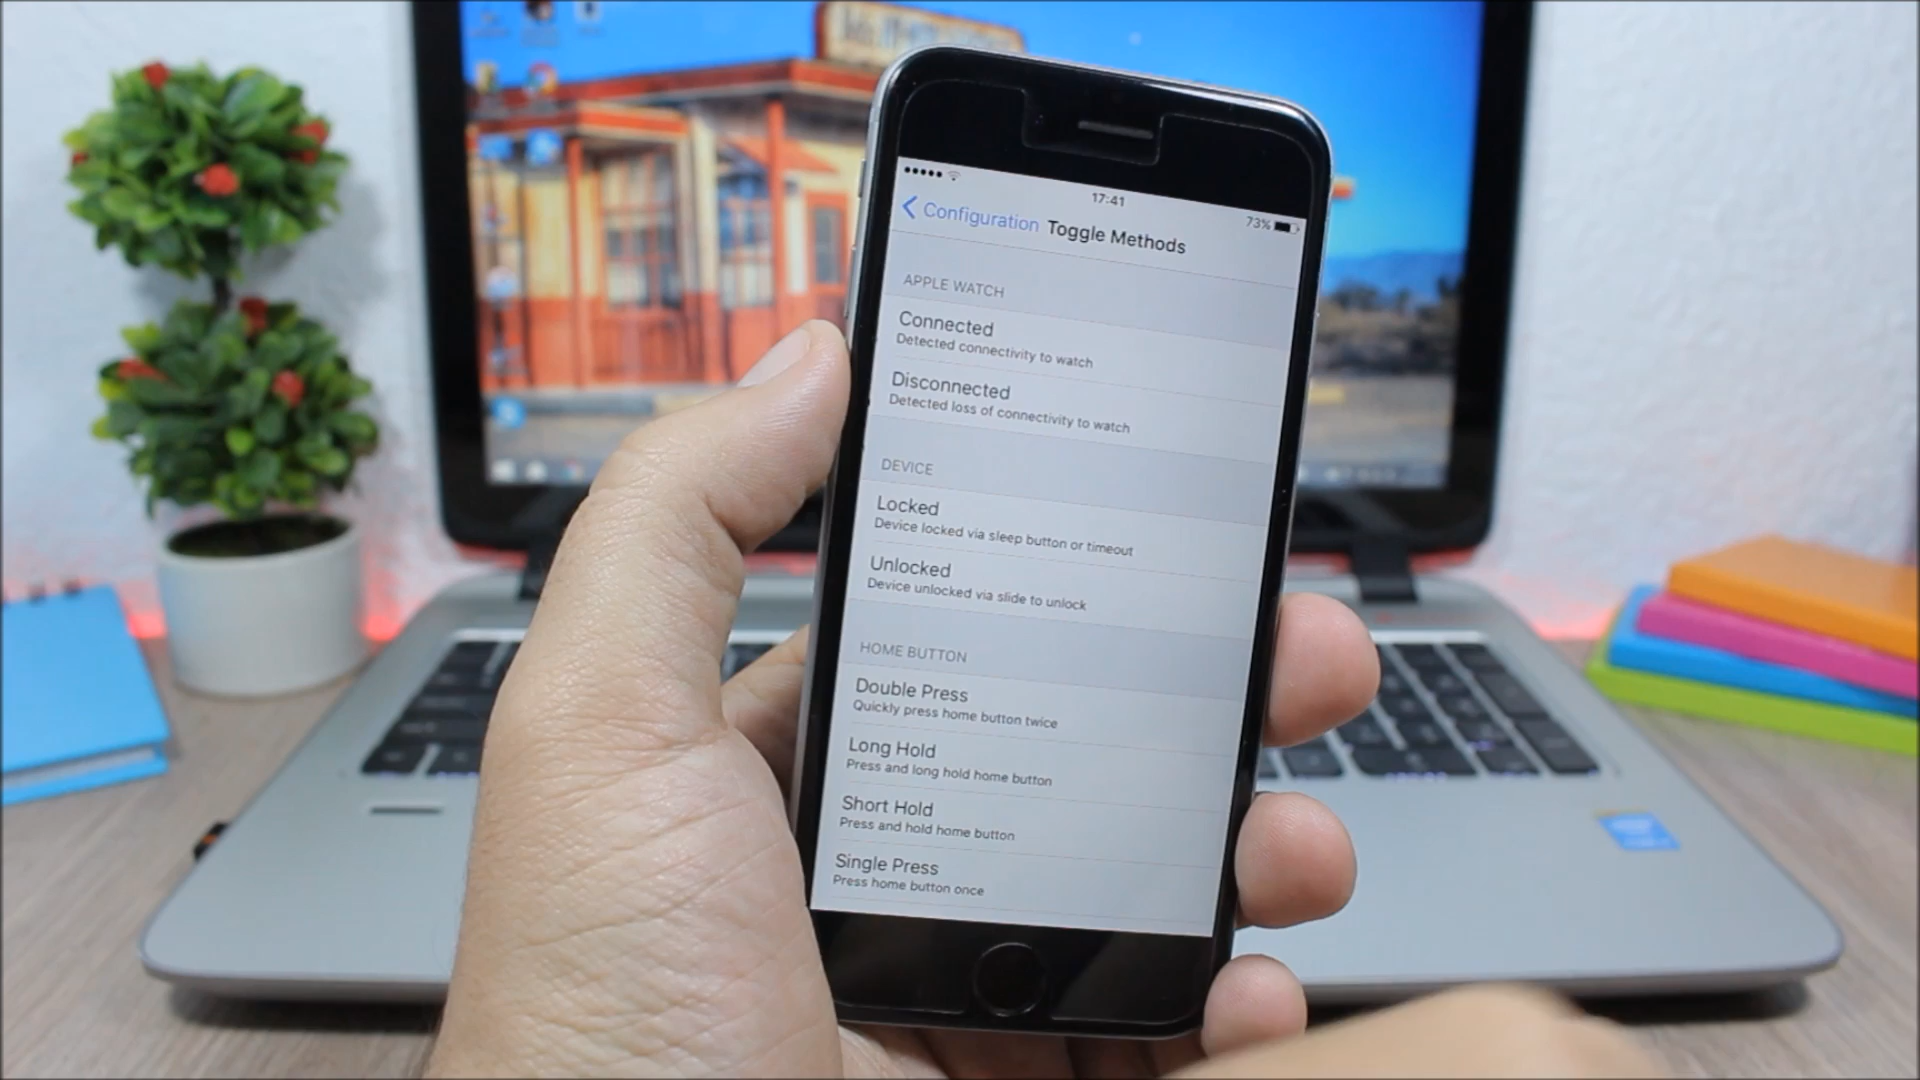 17:41
73%
Configuration Toggle Methods
APPLE WATCH
Connected
Detected connectivity to watch
Disconnected
Detected loss of connectivity to watch
DEVICE
Locked
Device locked via sleep button or timeout
Unlocked
Device unlocked via slide to unlock
HOME BUTTON
Double Press
Quickly press home button twice
Long Hold
Press and long hold home button
Short Hold
Press and hold home button
Single Press
Press home button once